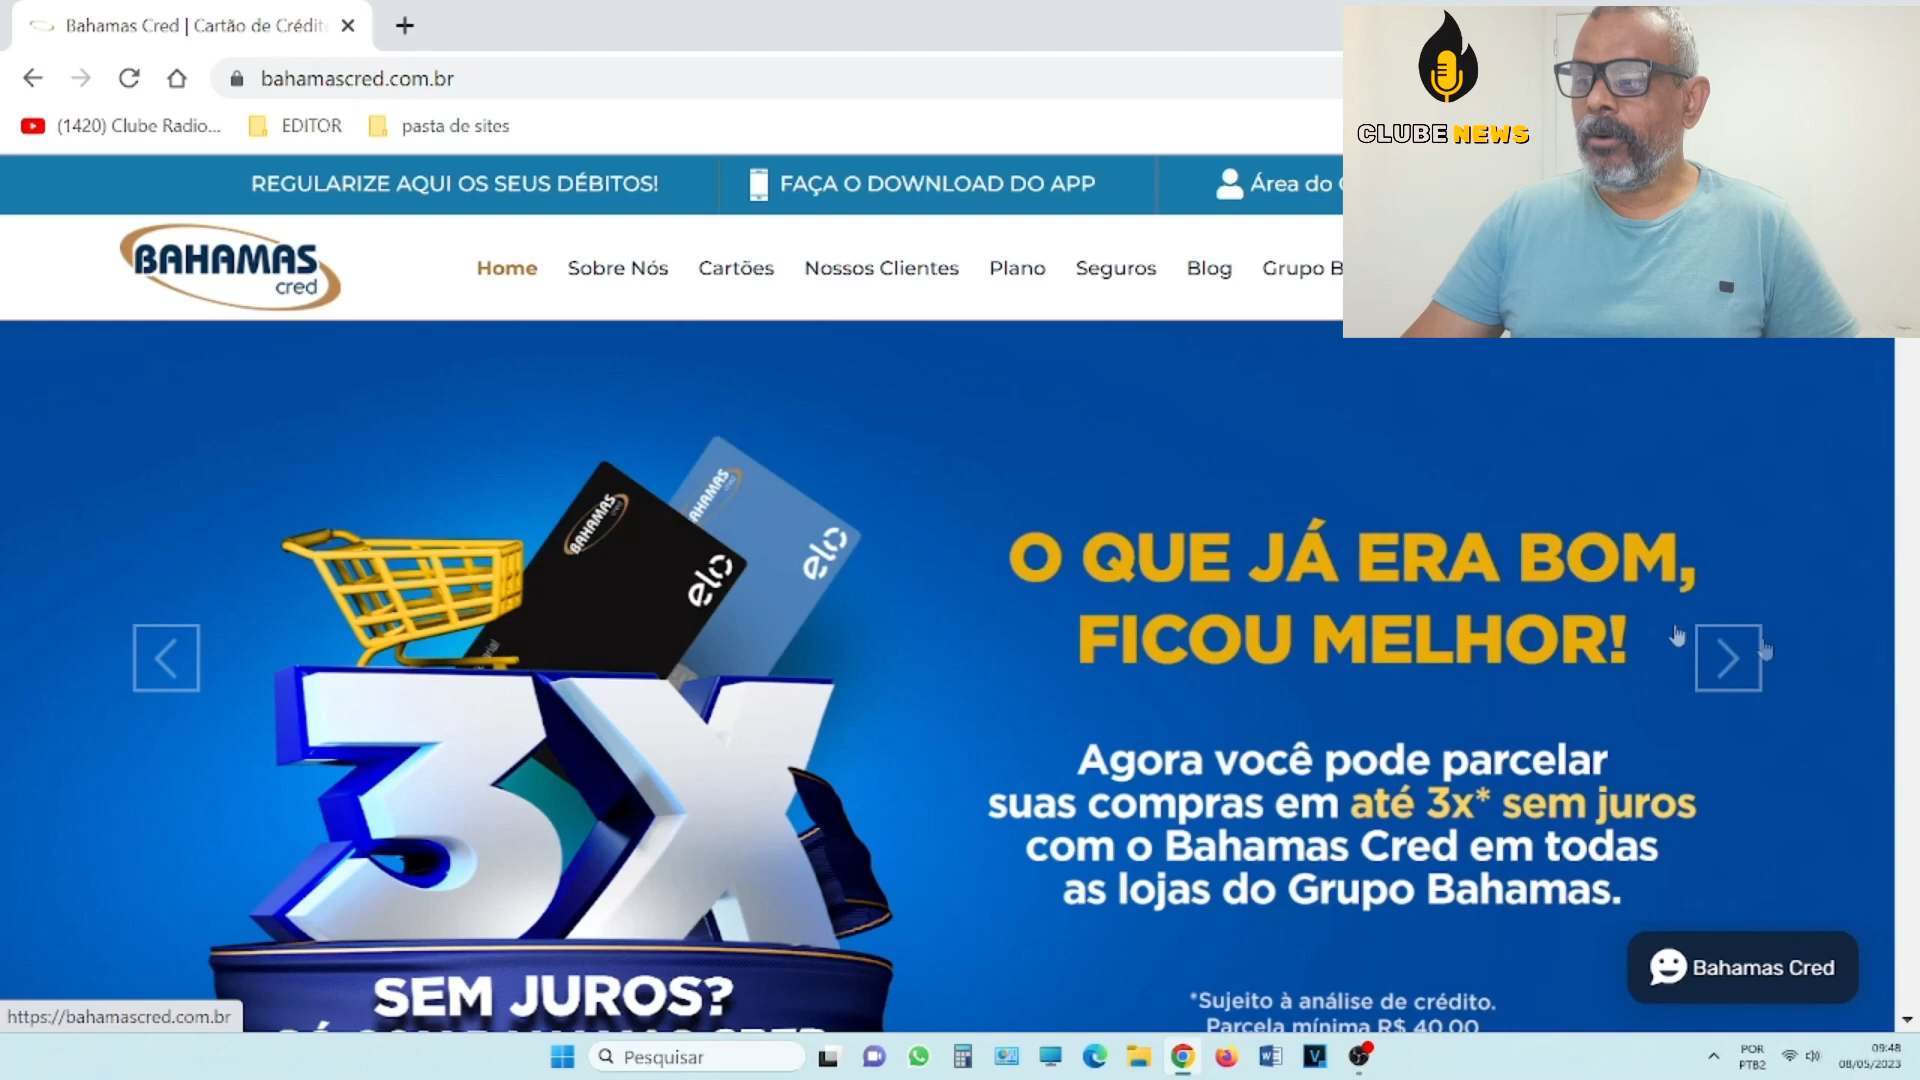 Bahamas Cred | Cartão de Crédit
bahamascred.com.br
(1420) Clube Radio...
EDITOR
pasta de sites
CLUBE NEWS
REGULARIZE AQUI OS SEUS DÉBITOS!
FAÇA O DOWNLOAD DO APP
Área do
BAHAMAS
cred
Home
Sobre Nós
Cartões
Nossos Clientes
Plano
Seguros
Blog
Grupo B
BAHAMAS
cred
elo
BAHAMAS
elo
3X
SEM JUROS?
O QUE JÁ ERA BOM,
FICOU MELHOR!
Agora você pode parcelar
suas compras em até 3x* sem juros
com o Bahamas Cred em todas
as lojas do Grupo Bahamas.
*Sujeito à análise de crédito.
Parcela mínima R$ 40,00
Bahamas Cred
https://bahamascred.com.br
Pesquisar
POR
PTB2
09:48
08/05/2023